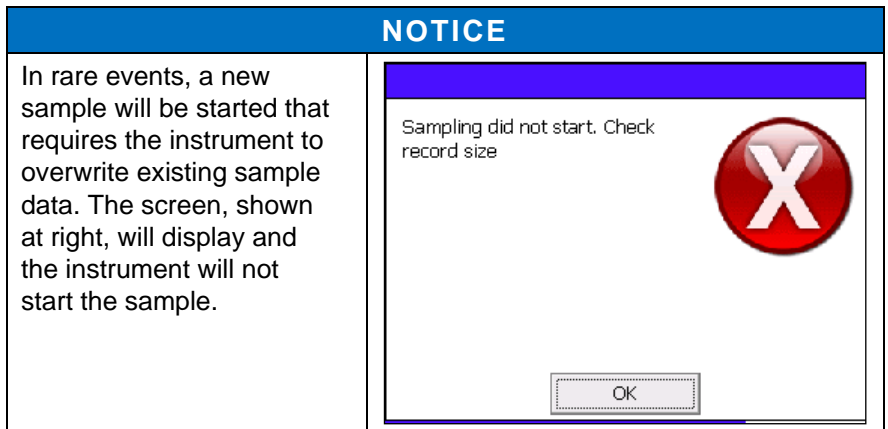 NOTICE
In rare events, a new
sample will be started that
requires the instrument to
overwrite existing sample
data. The screen, shown
at right, will display and
the instrument will not
start the sample.
Sampling did not start. Check
record size
X
OK